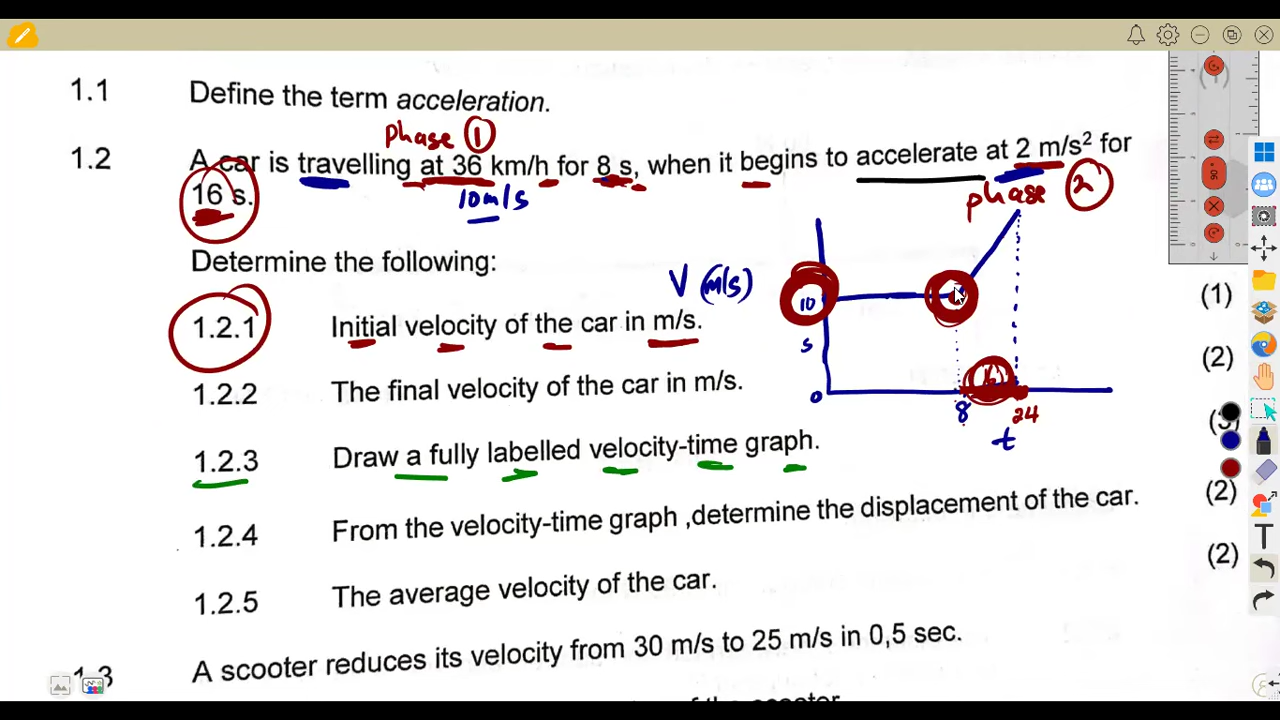 1.1 Define the term acceleration.
phase 1
1.2 A car is travelling at 36 km/h for 8 s, when it begins to accelerate at 2 m/s² for
16 s.
10m/s
phase 2
Determine the following:
V (m/s)
10
(1)
1.2.1 Initial velocity of the car in m/s.
s
(2)
1.2.2 The final velocity of the car in m/s.
0
8
24
t
1.2.3 Draw a fully labelled velocity-time graph.
(2)
1.2.4 From the velocity-time graph ,determine the displacement of the car.
(2)
1.2.5 The average velocity of the car.
1.3 A scooter reduces its velocity from 30 m/s to 25 m/s in 0,5 sec.